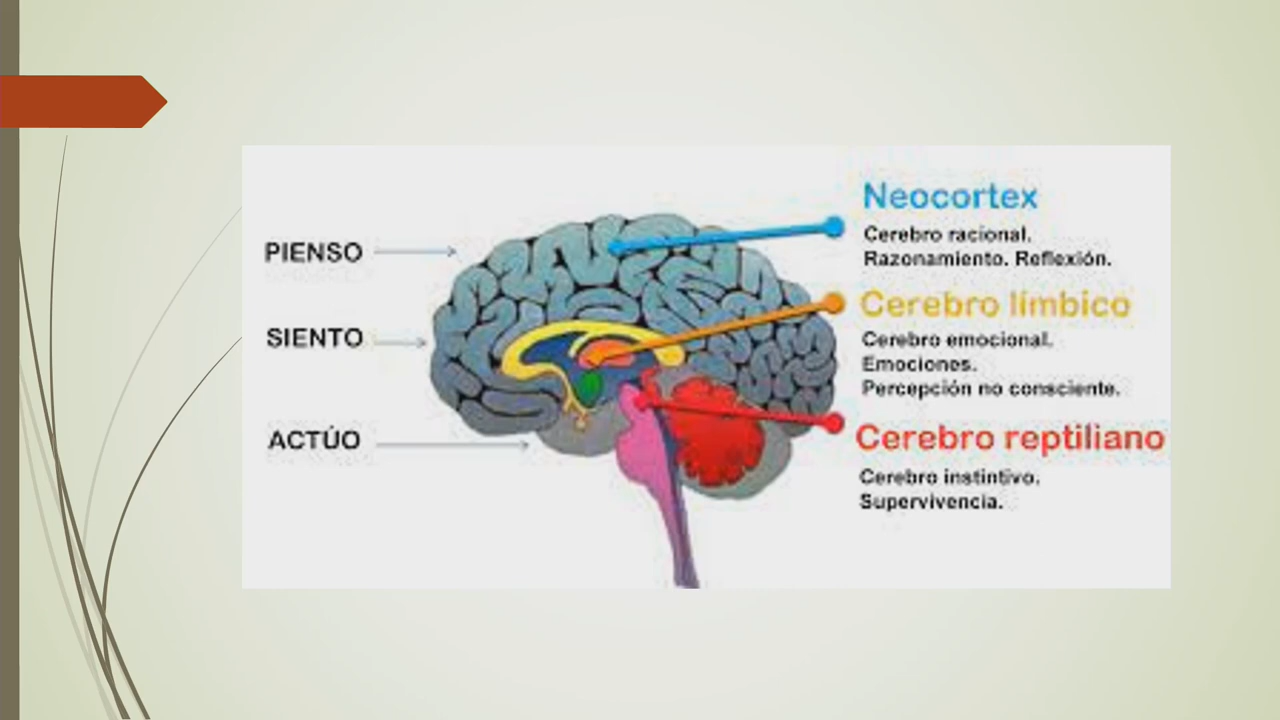 PIENSO
SIENTO
ACTÚO
Neocortex
Cerebro racional.
Razonamiento. Reflexión.
Cerebro límbico
Cerebro emocional.
Emociones.
Percepción no consciente.
Cerebro reptiliano
Cerebro instintivo.
Supervivencia.